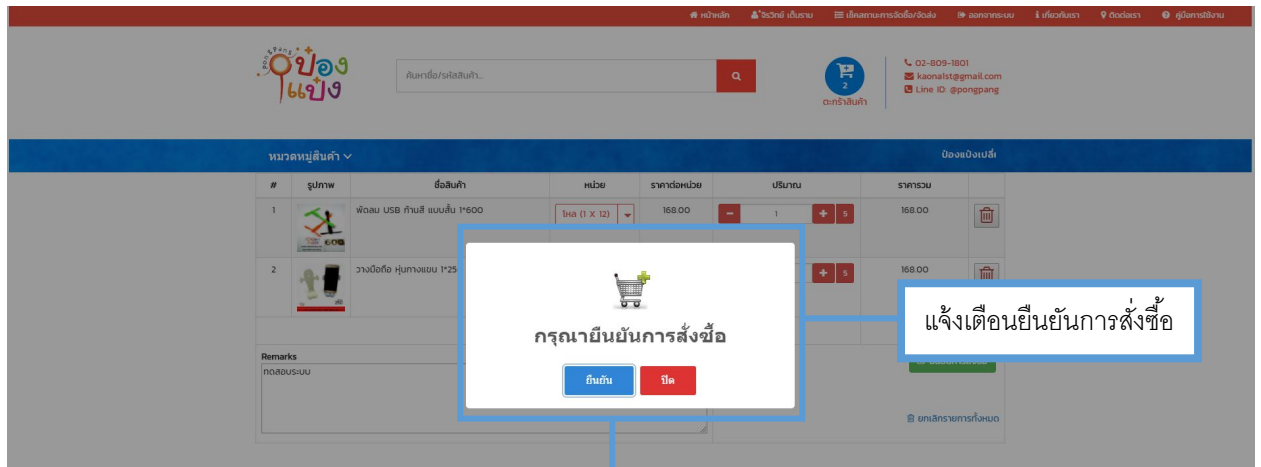 หน้าหลัก
จิรวิทย์ เต็มราม
เช็คสถานะการจัดซื้อ/จัดส่ง
ออกจากระบบ
เกี่ยวกับเรา
ติดต่อเรา
คู่มือการใช้งาน
Pong Pang
ป๋องแป๋ง
ค้นหาชื่อ/รหัสสินค้า..
2
ตะกร้าสินค้า
02-809-1801
kaona1st@gmail.com
Line ID: @pongpang
หมวดหมู่สินค้า
ป๋องแป๋งเปลี่
# รูปภาพ ชื่อสินค้า หน่วย ราคาต่อหน่วย ปริมาณ ราคารวม
1 พัดลม USB ก้านสี แบบสั้น 1*600 โหล (1 X 12) 168.00 - 1 + S 168.00
2 วางมือถือ หุ่นกางแขน 1*25 + S 168.00
กรุณายืนยันการสั่งซื้อ
ยืนยัน ปิด
แจ้งเตือนยืนยันการสั่งซื้อ
Remarks
ทดสอบระบบ
ยกเลิกรายการทั้งหมด